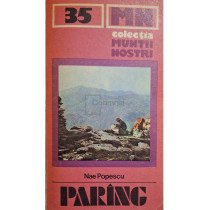 35 MN
colecția
MUNȚII
NOȘTRI
Nae Popescu
PARÎNG